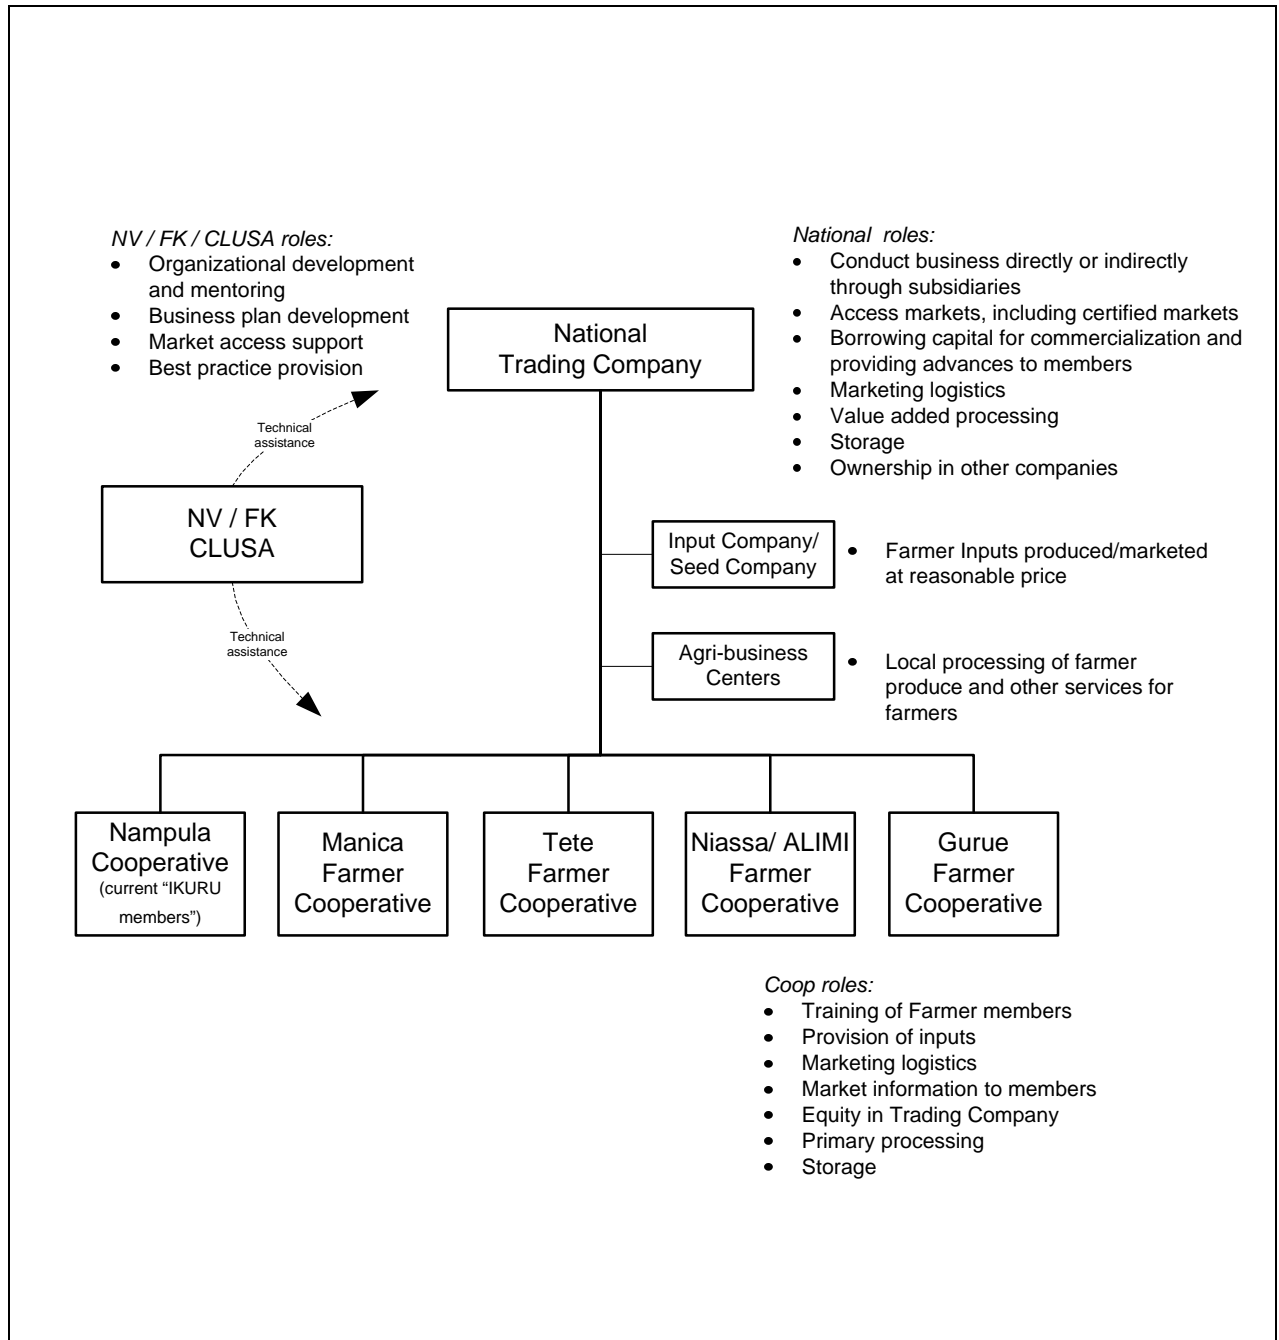 NV / FK / CLUSA roles:
• Organizational development
and mentoring
• Business plan development
• Market access support
• Best practice provision
National roles:
• Conduct business directly or indirectly
through subsidiaries
• Access markets, including certified markets
• Borrowing capital for commercialization and
providing advances to members
• Marketing logistics
• Value added processing
• Storage
• Ownership in other companies
National
Trading Company
Technical
assistance
NV / FK
CLUSA
Technical
assistance
Input Company/
Seed Company
• Farmer Inputs produced/marketed
at reasonable price
Agri-business
Centers
• Local processing of farmer
produce and other services for
farmers
Nampula
Cooperative
(current “IKURU
members”)
Manica
Farmer
Cooperative
Tete
Farmer
Cooperative
Niassa/ ALIMI
Farmer
Cooperative
Gurue
Farmer
Cooperative
Coop roles:
• Training of Farmer members
• Provision of inputs
• Marketing logistics
• Market information to members
• Equity in Trading Company
• Primary processing
• Storage